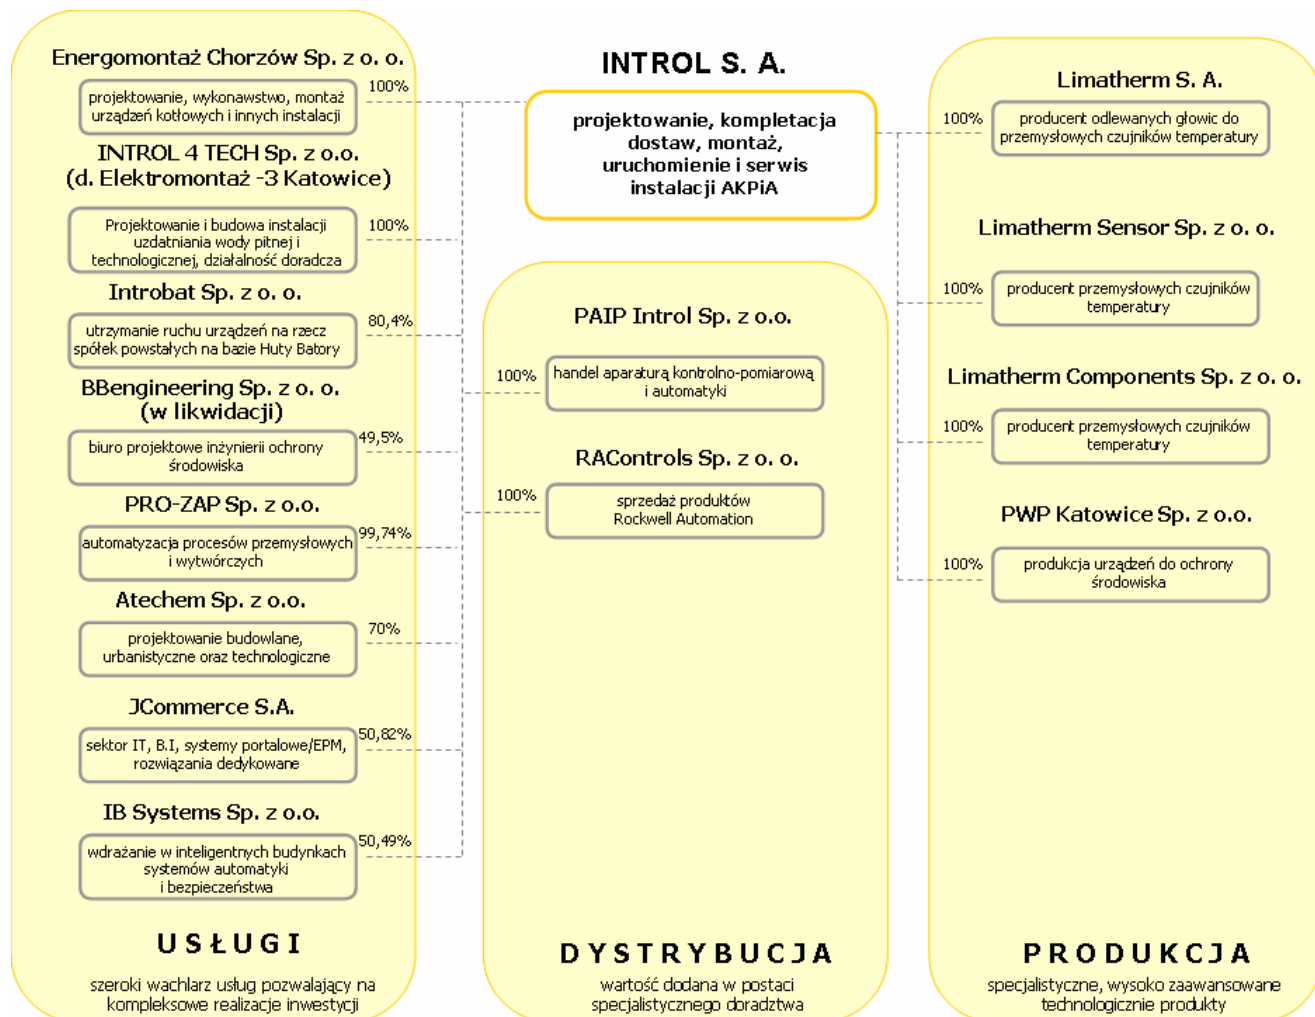 Energomontaż Chorzów Sp. z o. o.
100%
projektowanie, wykonawstwo, montaż
urządzeń kotłowych i innych instalacji
INTROL 4 TECH Sp. z o.o.
(d. Elektromontaż -3 Katowice)
100%
Projektowanie i budowa instalacji
uzdatniania wody pitnej i
technologicznej, działalność doradcza
Introbat Sp. z o. o.
80,4%
utrzymanie ruchu urządzeń na rzecz
spółek powstałych na bazie Huty Batory
BBengineering Sp. z o. o.
(w likwidacji)
49,5%
biuro projektowe inżynierii ochrony
środowiska
PRO-ZAP Sp. z o.o.
99,74%
automatyzacja procesów przemysłowych
i wytwórczych
Atechem Sp. z o.o.
70%
projektowanie budowlane,
urbanistyczne oraz technologiczne
JCommerce S.A.
50,82%
sektor IT, B.I, systemy portalowe/EPM,
rozwiązania dedykowane
IB Systems Sp. z o.o.
50,49%
wdrażanie w inteligentnych budynkach
systemów automatyki
i bezpieczeństwa
USŁUGI
szeroki wachlarz usług pozwalający na
kompleksowe realizacje inwestycji
INTROL S. A.
projektowanie, kompletacja
dostaw, montaż,
uruchomienie i serwis
instalacji AKPiA
PAIP Introl Sp. z o.o.
100%
handel aparaturą kontrolno-pomiarową
i automatyki
RAControls Sp. z o. o.
100%
sprzedaż produktów
Rockwell Automation
DYSTRYBUCJA
wartość dodana w postaci
specjalistycznego doradztwa
Limatherm S. A.
100%
producent odlewanych głowic do
przemysłowych czujników temperatury
Limatherm Sensor Sp. z o. o.
100%
producent przemysłowych czujników
temperatury
Limatherm Components Sp. z o. o.
100%
producent przemysłowych czujników
temperatury
PWP Katowice Sp. z o.o.
100%
produkcja urządzeń do ochrony
środowiska
PRODUKCJA
specjalistyczne, wysoko zaawansowane
technologicznie produkty